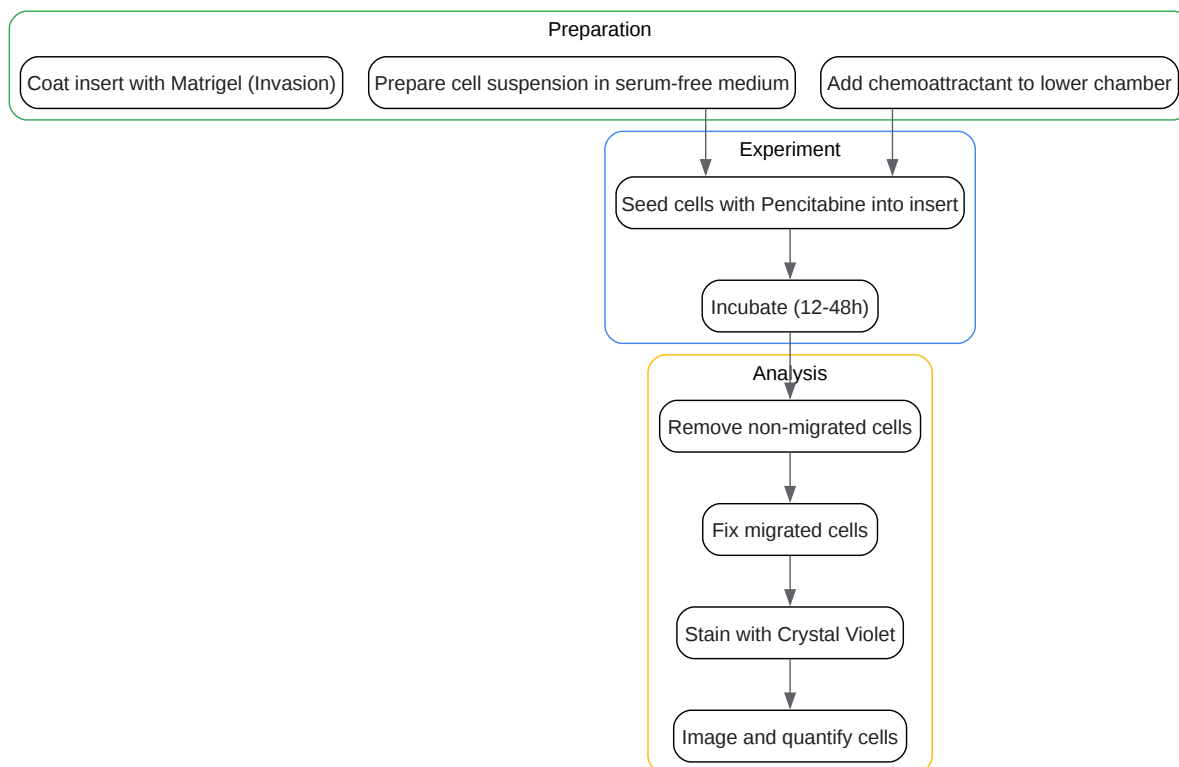 Preparation
Coat insert with Matrigel (Invasion)
Prepare cell suspension in serum-free medium
Add chemoattractant to lower chamber
Experiment
Seed cells with Pencitabine into insert
Incubate (12-48h)
Analysis
Remove non-migrated cells
Fix migrated cells
Stain with Crystal Violet
Image and quantify cells